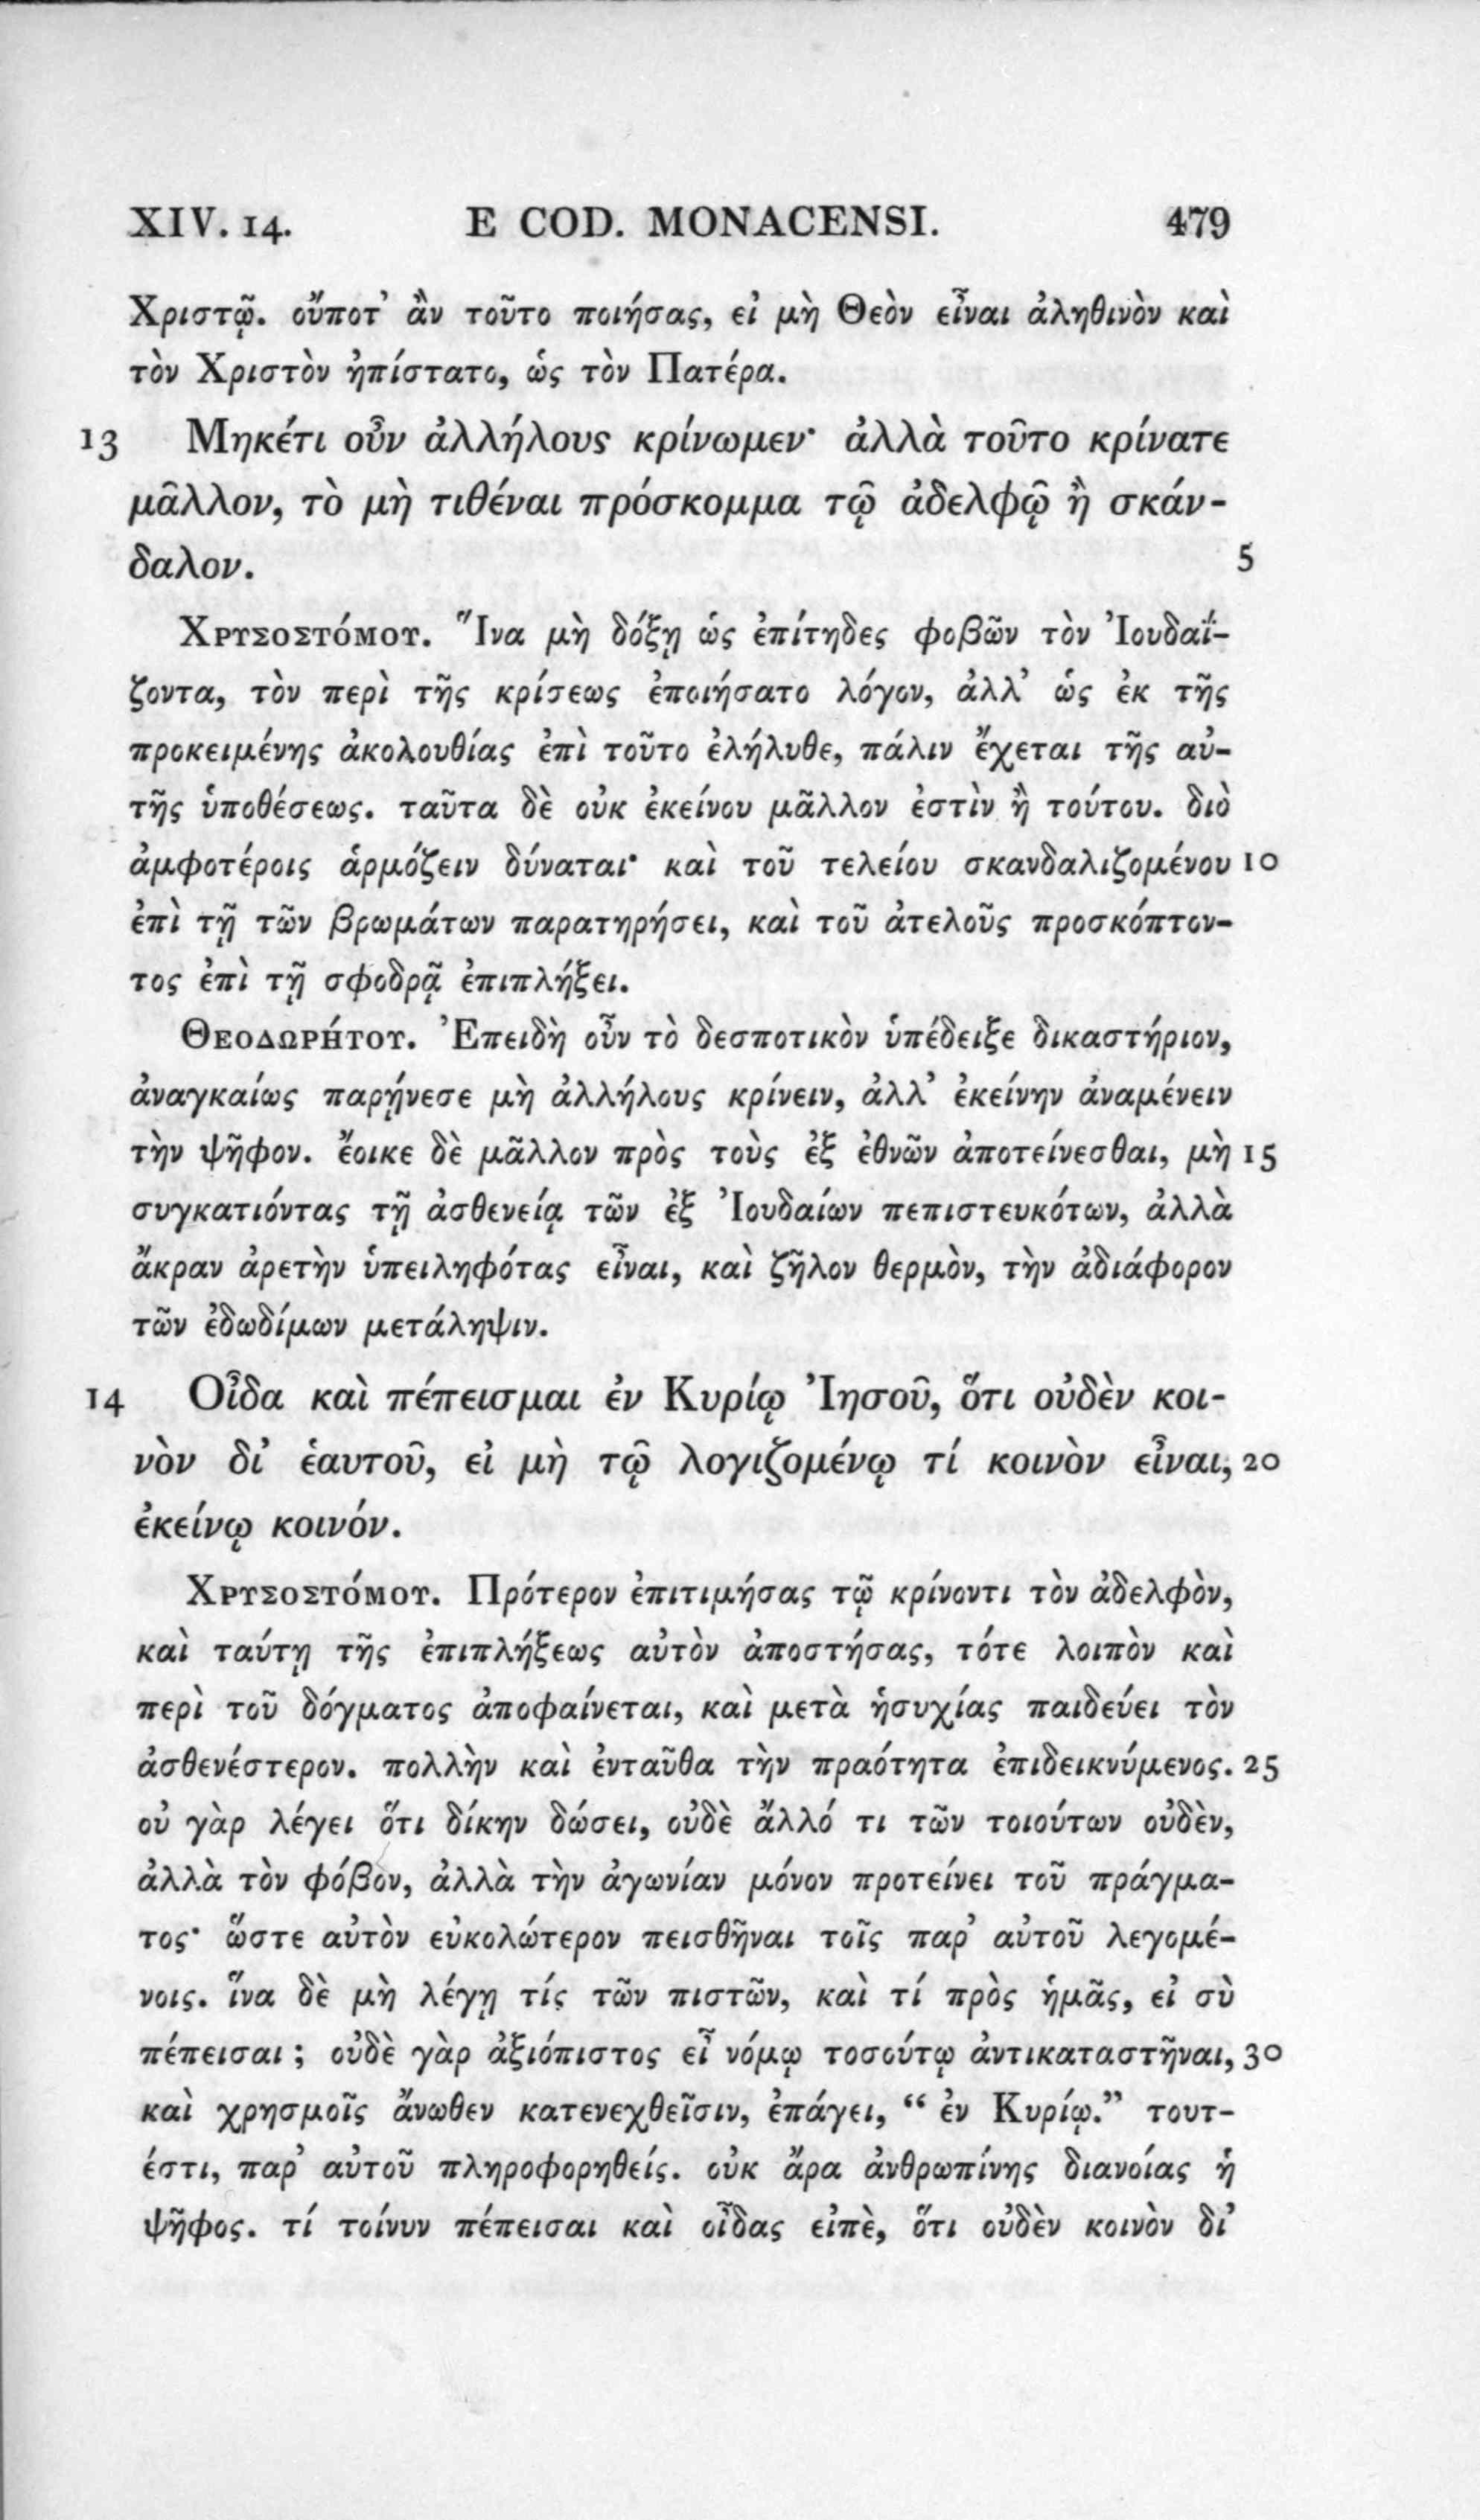 XIV. 14. E COD. MONACENSI. 479
Χριστῷ. οὔποτ᾽ ἂν τοῦτο ποιήσας, εἰ μὴ Θεὸν εἶναι ἀληθινὸν καὶ
τὸν Χριστὸν ἠπίστατο, ὡς τὸν Πατέρα.
13 Μηκέτι οὖν ἀλλήλους κρίνωμεν· ἀλλὰ τοῦτο κρίνατε
μᾶλλον, τὸ μὴ τιθέναι πρόσκομμα τῷ ἀδελφῷ ἢ σκάν-
δαλον. 5
Χρυσοστόμου. Ἵνα μὴ δόξῃ ὡς ἐπίτηδες φοβῶν τὸν Ἰουδαΐ-
ζοντα, τὸν περὶ τῆς κρίσεως ἐποιήσατο λόγον, ἀλλ᾽ ὡς ἐκ τῆς
προκειμένης ἀκολουθίας ἐπὶ τοῦτο ἐλήλυθε, πάλιν ἔχεται τῆς αὐ-
τῆς ὑποθέσεως. ταῦτα δὲ οὐκ ἐκείνου μᾶλλον ἐστὶν ἢ τούτου. διὸ
ἀμφοτέροις ἁρμόζειν δύναται· καὶ τοῦ τελείου σκανδαλιζομένου 10
ἐπὶ τῇ τῶν βρωμάτων παρατηρήσει, καὶ τοῦ ἀτελοῦς προσκόπτον-
τος ἐπὶ τῇ σφοδρᾷ ἐπιπλήξει.
Θεοδωρήτου. Ἐπειδὴ οὖν τὸ δεσποτικὸν ὑπέδειξε δικαστήριον,
ἀναγκαίως παρῄνεσε μὴ ἀλλήλους κρίνειν, ἀλλ᾽ ἐκείνην ἀναμένειν
τὴν ψῆφον. ἔοικε δὲ μᾶλλον πρὸς τοὺς ἐξ ἐθνῶν ἀποτείνεσθαι, μὴ 15
συγκατιόντας τῇ ἀσθενείᾳ τῶν ἐξ Ἰουδαίων πεπιστευκότων, ἀλλὰ
ἄκραν ἀρετὴν ὑπειληφότας εἶναι, καὶ ζῆλον θερμὸν, τὴν ἀδιάφορον
τῶν ἐδωδίμων μετάληψιν.
14 Οἶδα καὶ πέπεισμαι ἐν Κυρίῳ Ἰησοῦ, ὅτι οὐδὲν κοι-
νὸν δι᾽ ἑαυτοῦ, εἰ μὴ τῷ λογιζομένῳ τί κοινὸν εἶναι, 20
ἐκείνῳ κοινόν.
Χρυσοστόμου. Πρότερον ἐπιτιμήσας τῷ κρίνοντι τὸν ἀδελφὸν,
καὶ ταύτῃ τῆς ἐπιπλήξεως αὐτὸν ἀποστήσας, τότε λοιπὸν καὶ
περὶ τοῦ δόγματος ἀποφαίνεται, καὶ μετὰ ἡσυχίας παιδεύει τὸν
ἀσθενέστερον. πολλὴν καὶ ἐνταῦθα τὴν πραότητα ἐπιδεικνύμενος. 25
οὐ γὰρ λέγει ὅτι δίκην δώσει, οὐδὲ ἄλλό τι τῶν τοιούτων οὐδὲν,
ἀλλὰ τὸν φόβον, ἀλλὰ τὴν ἀγωνίαν μόνον προτείνει τοῦ πράγμα-
τος· ὥστε αὐτὸν εὐκολώτερον πεισθῆναι τοῖς παρ᾽ αὐτοῦ λεγομέ-
νοις. ἵνα δὲ μὴ λέγῃ τίς τῶν πιστῶν, καὶ τί πρὸς ἡμᾶς, εἰ σὺ
πέπεισαι ; οὐδὲ γὰρ ἀξιόπιστος εἶ νόμῳ τοσούτῳ ἀντικαταστῆναι, 30
καὶ χρησμοῖς ἄνωθεν κατενεχθεῖσιν, ἐπάγει, “ ἐν Κυρίῳ.” τουτ-
έστι, παρ᾽ αὐτοῦ πληροφορηθείς. οὐκ ἄρα ἀνθρωπίνης διανοίας ἡ
ψῆφος. τί τοίνυν πέπεισαι καὶ οἶδας εἰπὲ, ὅτι οὐδὲν κοινὸν δι᾽